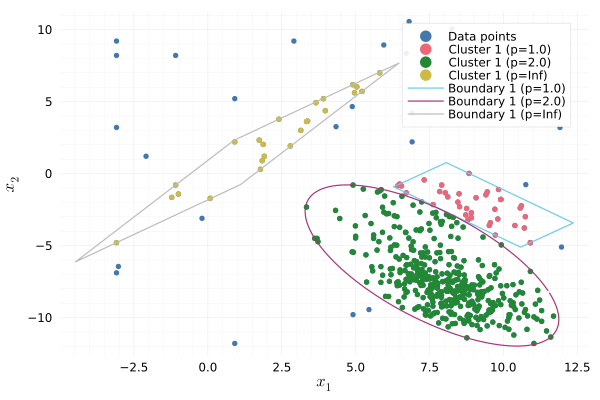 10
5
0
−5
−10
x₂
Data points
Cluster 1 (p=1.0)
Cluster 1 (p=2.0)
Cluster 1 (p=Inf)
Boundary 1 (p=1.0)
Boundary 1 (p=2.0)
Boundary 1 (p=Inf)
−2.5 0.0 2.5 5.0 7.5 10.0 12.5
x₁